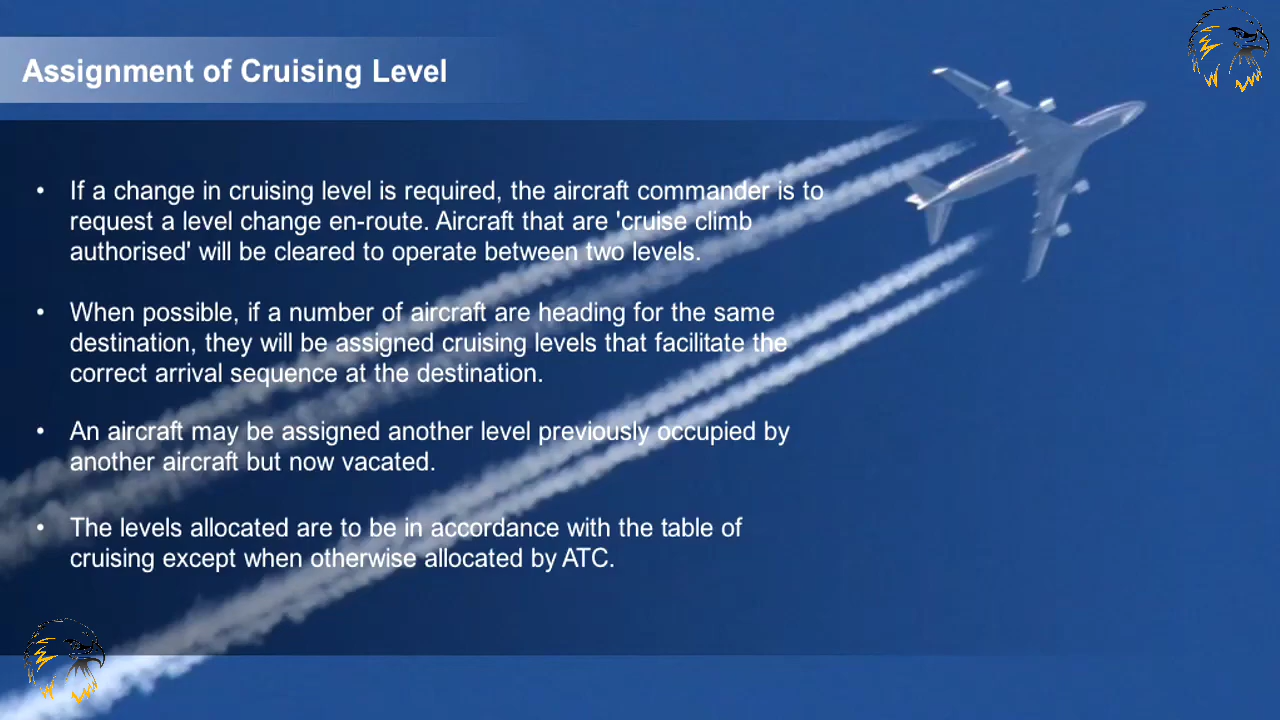 Assignment of Cruising Level
• If a change in cruising level is required, the aircraft commander is to
request a level change en-route. Aircraft that are 'cruise climb
authorised' will be cleared to operate between two levels.
• When possible, if a number of aircraft are heading for the same
destination, they will be assigned cruising levels that facilitate the
correct arrival sequence at the destination.
• An aircraft may be assigned another level previously occupied by
another aircraft but now vacated.
• The levels allocated are to be in accordance with the table of
cruising except when otherwise allocated by ATC.